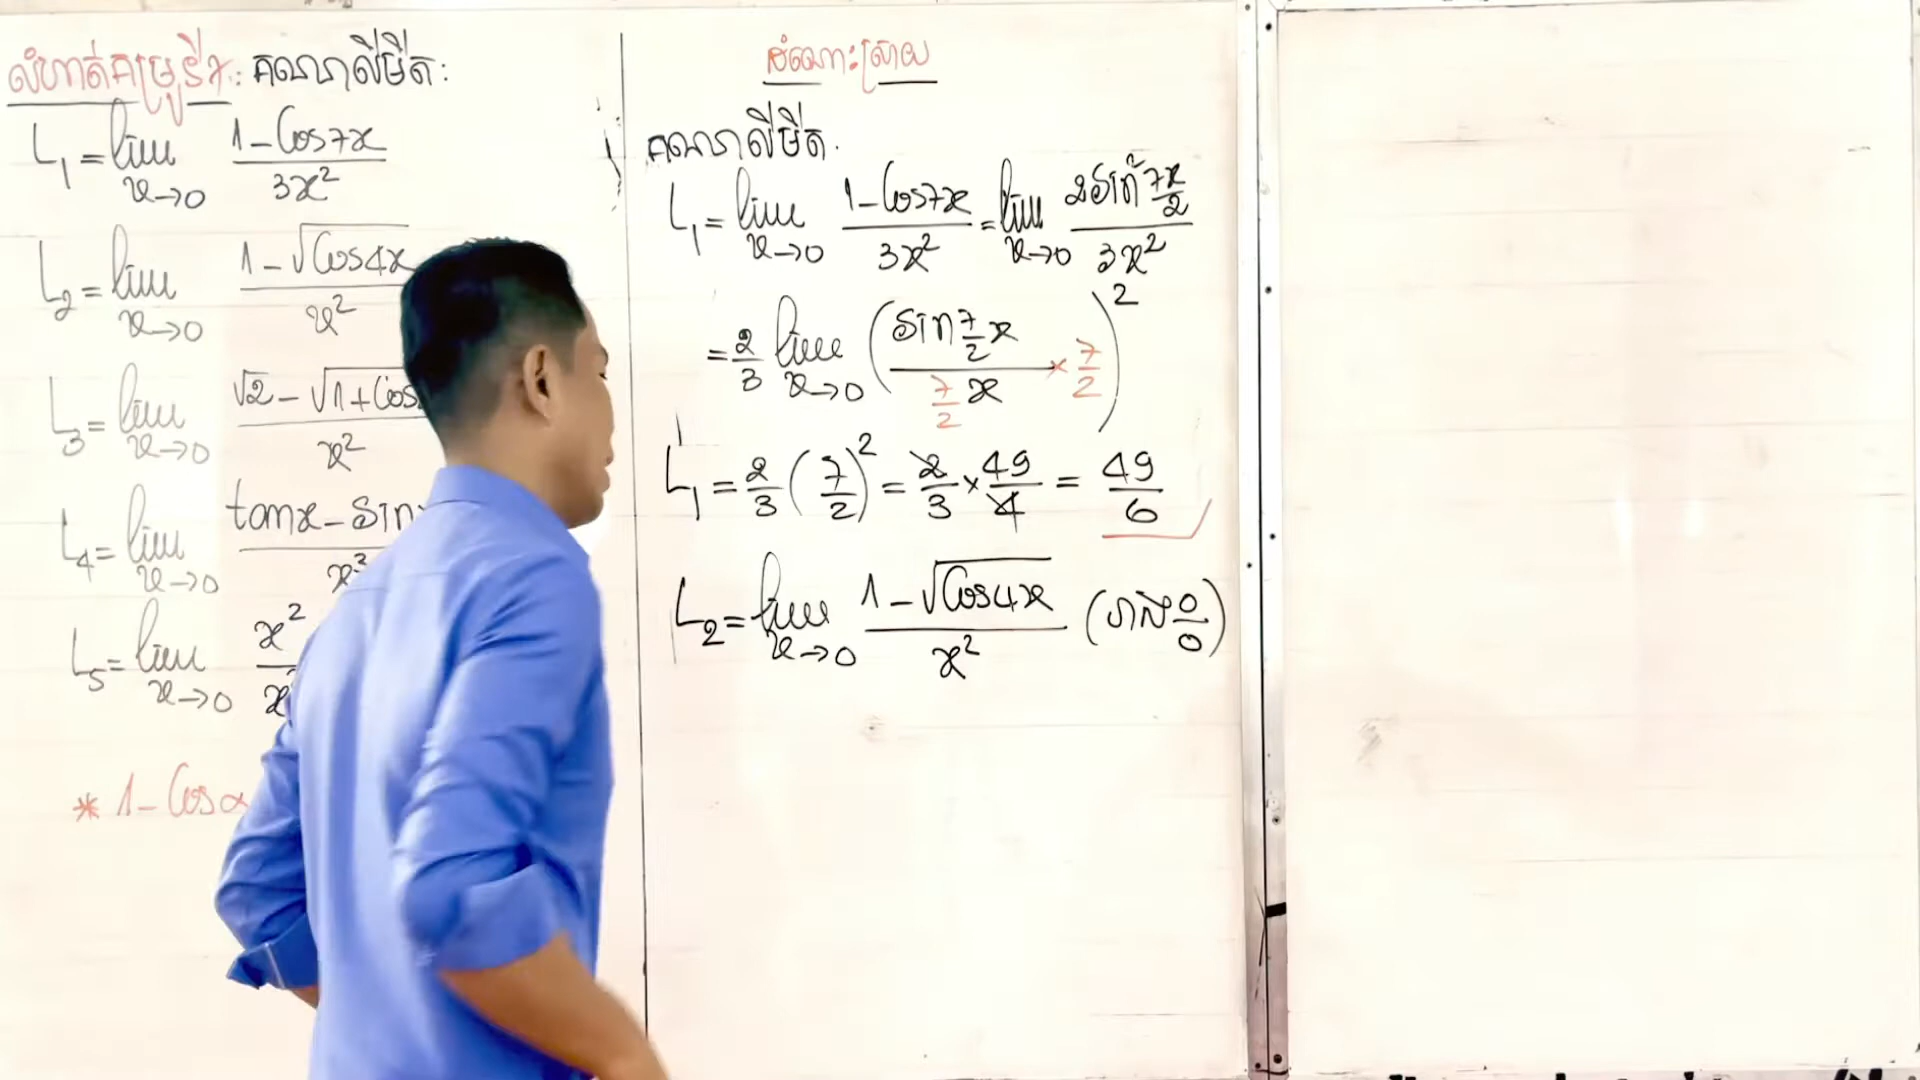 លំហាត់គម្រូទី៩: គណនាលីមីត:
L₁ = lim x→0 (1 - Cos7x)/(3x²)
L₂ = lim x→0 (1 - √Cos4x)/x²
L₃ = lim x→0 (√2 - √1+Cos)/x²
L₄ = lim x→0 (tanx - Sin)/x³
L₅ = lim x→0 x²/x
* 1 - Cosα
ដំណោះស្រាយ
គណនាលីមីត.
L₁ = lim x→0 (1 - Cos7x)/(3x²) = lim x→0 (2Sin² 7x/2)/(3x²)
= 2/3 lim x→0 ((Sin 7/2 x)/(7/2 x) × 7/2)²
L₁ = 2/3 (7/2)² = 2/3 × 49/4 = 49/6
L₂ = lim x→0 (1 - √Cos4x)/x² (រាង 0/0)